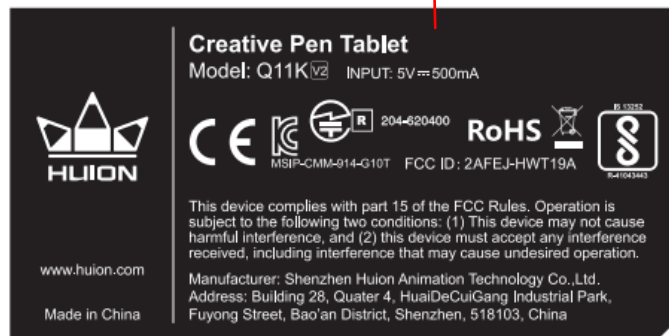 HUION
www.huion.com
Made in China
Creative Pen Tablet
Model: Q11K V2 INPUT: 5V⎓500mA
CE R 204-620400 RoHS
IS 13252
R-41043443
MSIP-CMM-914-G10T FCC ID: 2AFEJ-HWT19A
This device complies with part 15 of the FCC Rules. Operation is
subject to the following two conditions: (1) This device may not cause
harmful interference, and (2) this device must accept any interference
received, including interference that may cause undesired operation.
Manufacturer: Shenzhen Huion Animation Technology Co.,Ltd.
Address: Building 28, Quater 4, HuaiDeCuiGang Industrial Park,
Fuyong Street, Bao'an District, Shenzhen, 518103, China